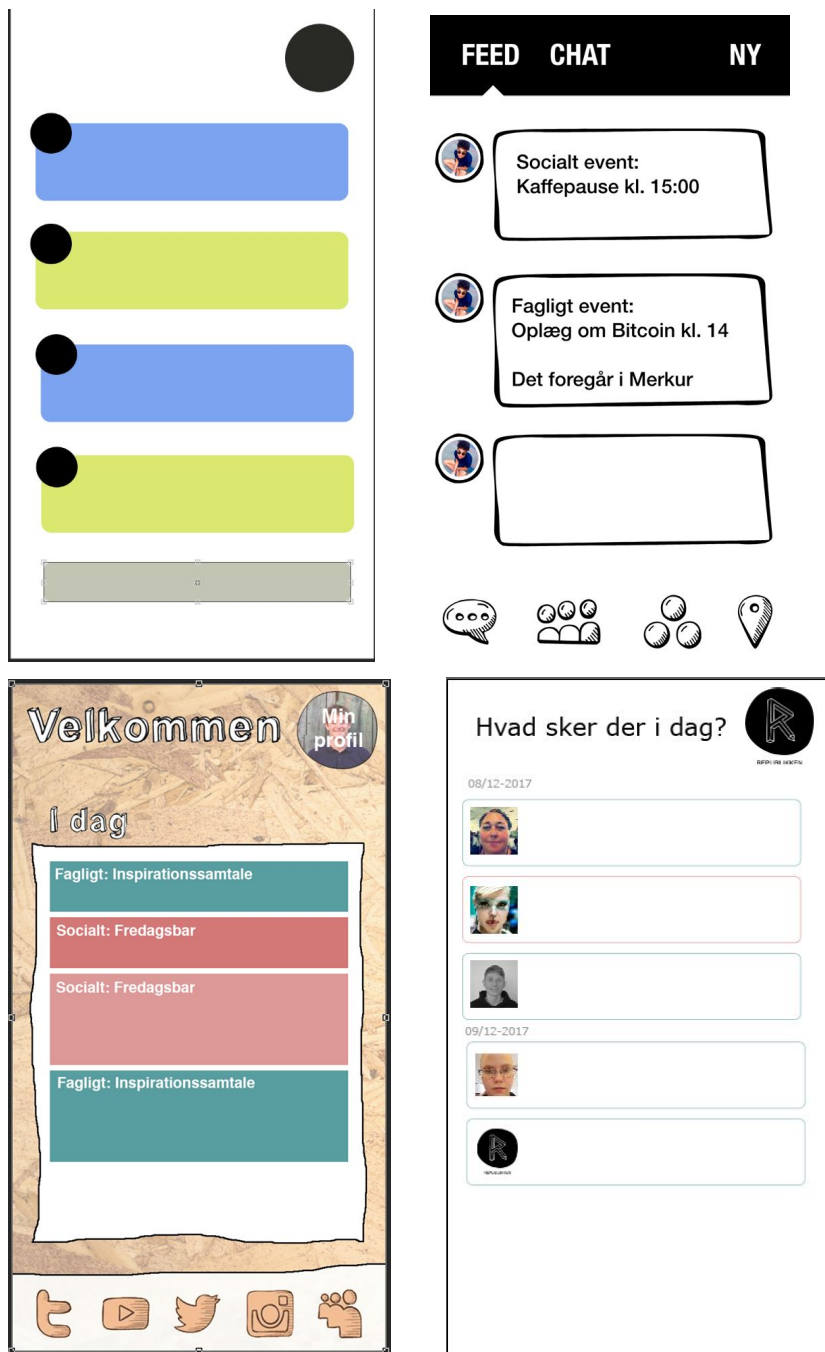 FEED CHAT NY
Socialt event:
Kaffepause kl. 15:00
Fagligt event:
Oplæg om Bitcoin kl. 14
Det foregår i Merkur
Velkommen
Min
profil
I dag
Fagligt: Inspirationssamtale
Socialt: Fredagsbar
Socialt: Fredagsbar
Fagligt: Inspirationssamtale
Hvad sker der i dag?
REPUBLIKKEN
08/12-2017
09/12-2017
REPUBLIKKEN